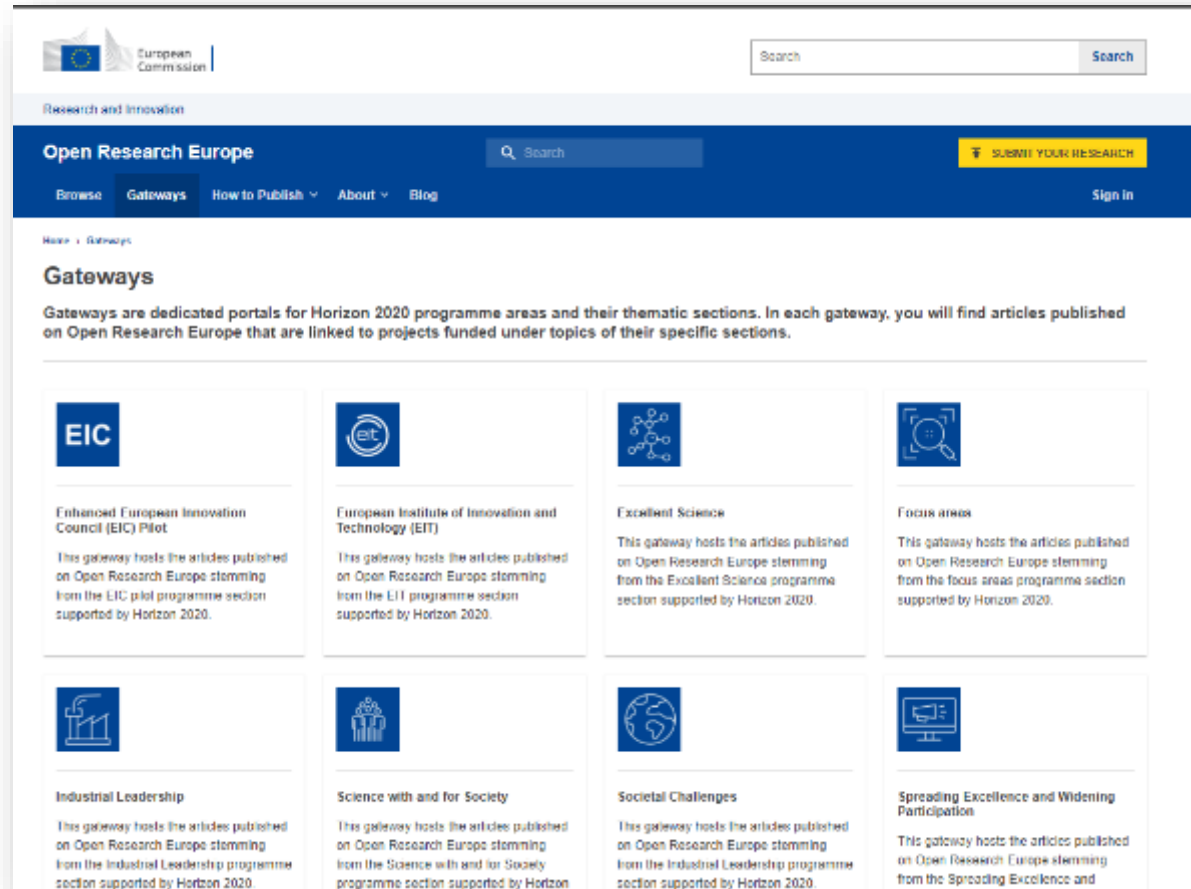 European
Commission
Search
Search
Research and Innovation
Open Research Europe
Search
SUBMIT YOUR RESEARCH
Browse
Gateways
How to Publish
About
Blog
Sign in
Home
Gateways
Gateways
Gateways are dedicated portals for Horizon 2020 programme areas and their thematic sections. In each gateway, you will find articles published
on Open Research Europe that are linked to projects funded under topics of their specific sections.
EIC
Enhanced European Innovation
Council (EIC) Pilot
This gateway hosts the articles published
on Open Research Europe stemming
from the EIC pilot programme section
supported by Horizon 2020.
eit
European Institute of Innovation and
Technology (EIT)
This gateway hosts the articles published
on Open Research Europe stemming
from the EIT programme section
supported by Horizon 2020.
Excellent Science
This gateway hosts the articles published
on Open Research Europe stemming
from the Excellent Science programme
section supported by Horizon 2020.
Focus areas
This gateway hosts the articles published
on Open Research Europe stemming
from the focus areas programme section
supported by Horizon 2020.
Industrial Leadership
This gateway hosts the articles published
on Open Research Europe stemming
from the Industrial Leadership programme
section supported by Horizon 2020.
Science with and for Society
This gateway hosts the articles published
on Open Research Europe stemming
from the Science with and for Society
programme section supported by Horizon
Societal Challenges
This gateway hosts the articles published
on Open Research Europe stemming
from the Industrial Leadership programme
section supported by Horizon 2020.
Spreading Excellence and Widening
Participation
This gateway hosts the articles published
on Open Research Europe stemming
from the Spreading Excellence and